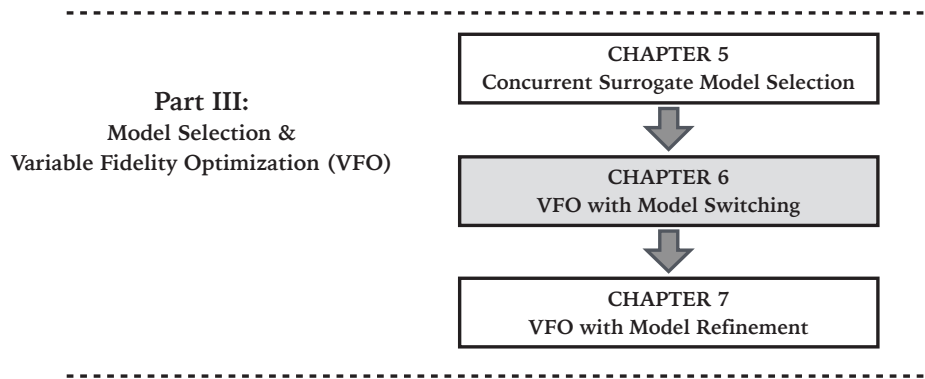 Part III:
Model Selection &
Variable Fidelity Optimization (VFO)
CHAPTER 5
Concurrent Surrogate Model Selection
CHAPTER 6
VFO with Model Switching
CHAPTER 7
VFO with Model Refinement